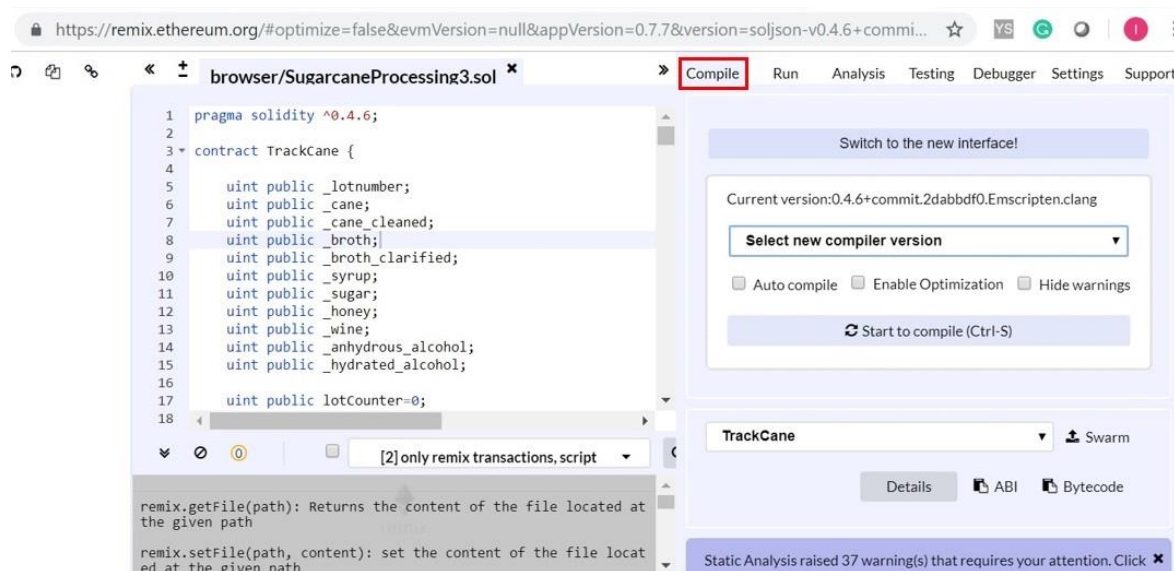 https://remix.ethereum.org/#optimize=false&evmVersion=null&appVersion=0.7.7&version=soljson-v0.4.6+commi...
YS
G
I
browser/SugarcaneProcessing3.sol
Compile Run Analysis Testing Debugger Settings Support
1 pragma solidity ^0.4.6;
2
3 contract TrackCane {
4
5 uint public _lotnumber;
6 uint public _cane;
7 uint public _cane_cleaned;
8 uint public _broth;
9 uint public _broth_clarified;
10 uint public _syrup;
11 uint public _sugar;
12 uint public _honey;
13 uint public _wine;
14 uint public _anhydrous_alcohol;
15 uint public _hydrated_alcohol;
16
17 uint public lotCounter=0;
18
0
[2] only remix transactions, script
remix.getFile(path): Returns the content of the file located at
the given path
remix.setFile(path, content): set the content of the file locat
ed at the given path
Switch to the new interface!
Current version:0.4.6+commit.2dabbdf0.Emscripten.clang
Select new compiler version
Auto compile Enable Optimization Hide warnings
Start to compile (Ctrl-S)
TrackCane
Swarm
Details ABI Bytecode
Static Analysis raised 37 warning(s) that requires your attention. Click